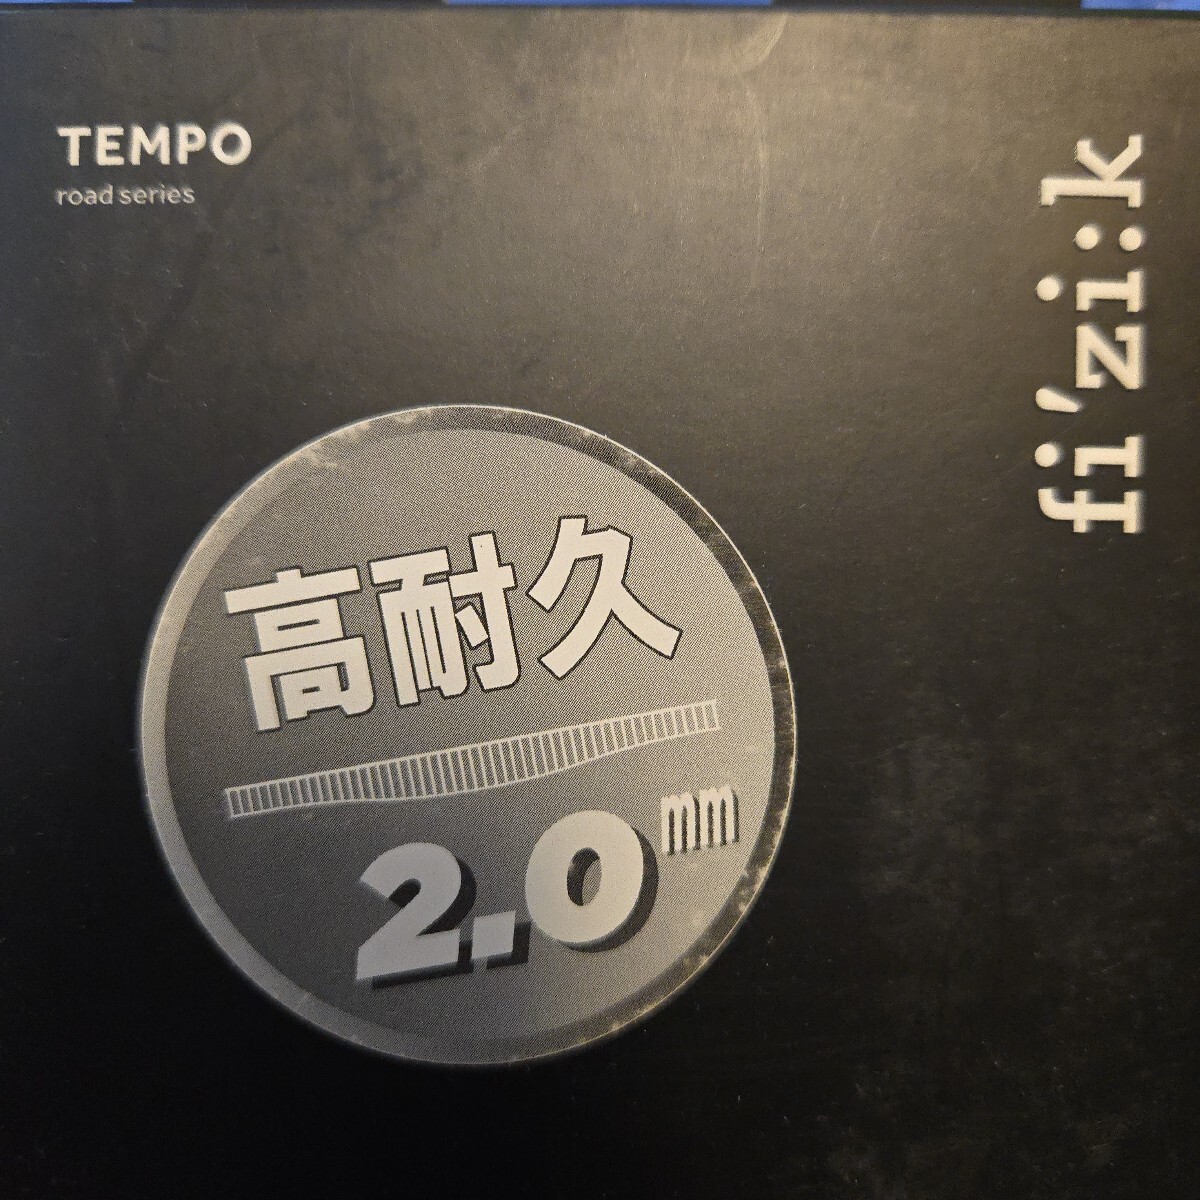 TEMPO
road series
fi'zi:k
高耐久
2.0mm